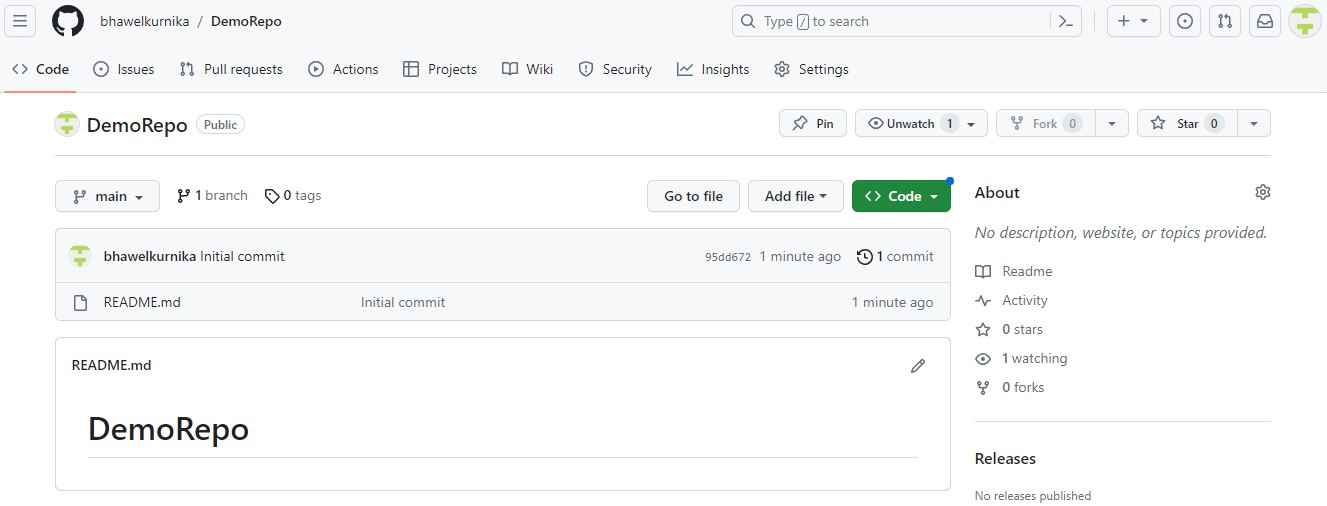 bhawelkurnika / DemoRepo
Type / to search
Code Issues Pull requests Actions Projects Wiki Security Insights Settings
DemoRepo Public
Pin Unwatch 1 Fork 0 Star 0
main 1 branch 0 tags Go to file Add file Code
bhawelkurnika Initial commit 95dd672 1 minute ago 1 commit
README.md Initial commit 1 minute ago
README.md
DemoRepo
About
No description, website, or topics provided.
Readme
Activity
0 stars
1 watching
0 forks
Releases
No releases published